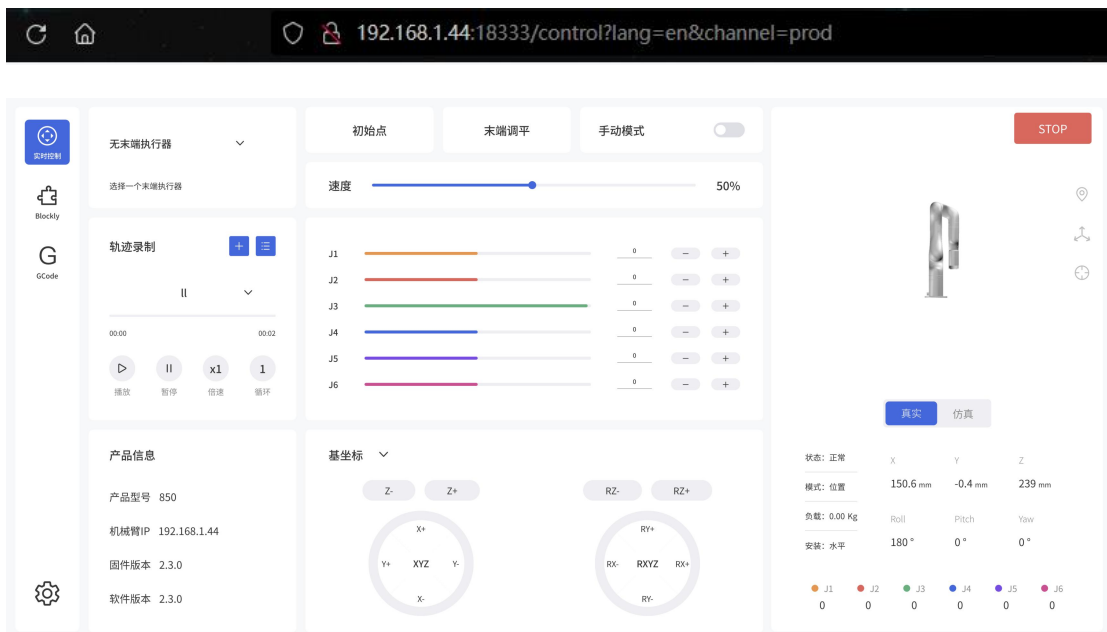 192.168.1.44:18333/control?lang=en&channel=prod
实时控制
Blockly
G
GCode
无末端执行器
选择一个末端执行器
轨迹录制
ll
00:00 00:02
x1 1
播放 暂停 倍速 循环
产品信息
产品型号 850
机械臂IP 192.168.1.44
固件版本 2.3.0
软件版本 2.3.0
初始点 末端调平 手动模式
速度 50%
J1 0 − +
J2 0 − +
J3 0 − +
J4 0 − +
J5 0 − +
J6 0 − +
基坐标
Z- Z+ RZ- RZ+
X+ RY+
Y+ XYZ Y- RX- RXYZ RX+
X- RY-
STOP
真实 仿真
状态：正常 X Y Z
模式：位置 150.6 mm -0.4 mm 239 mm
负载：0.00 Kg Roll Pitch Yaw
安装：水平 180 ° 0 ° 0 °
J1 J2 J3 J4 J5 J6
0 0 0 0 0 0